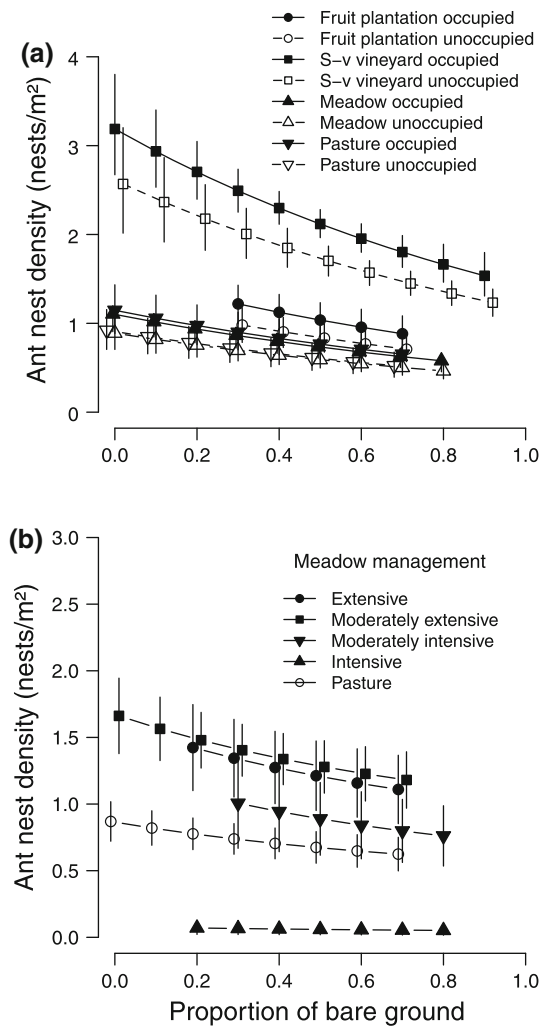 (a)
Fruit plantation occupied
Fruit plantation unoccupied
S−v vineyard occupied
S−v vineyard unoccupied
Meadow occupied
Meadow unoccupied
Pasture occupied
Pasture unoccupied
Ant nest density (nests/m²)
4
3
2
1
0
0.0 0.2 0.4 0.6 0.8 1.0
(b)
Meadow management
Extensive
Moderately extensive
Moderately intensive
Intensive
Pasture
Ant nest density (nests/m²)
3.0
2.5
2.0
1.5
1.0
0.5
0.0
0.0 0.2 0.4 0.6 0.8 1.0
Proportion of bare ground